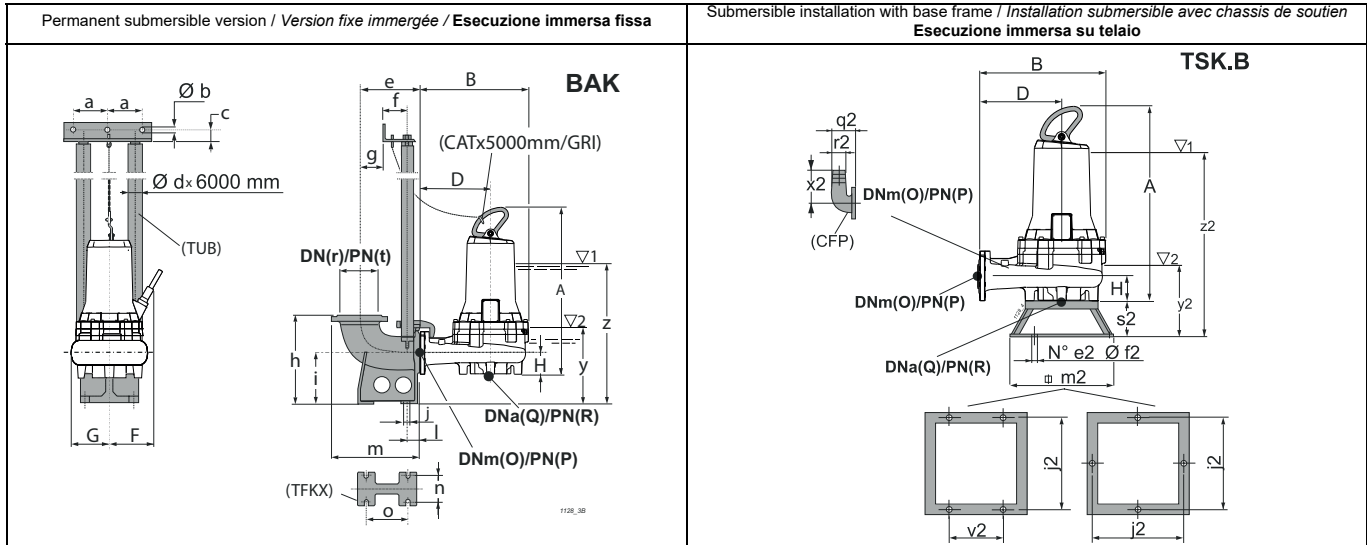 Permanent submersible version / Version fixe immergée / Esecuzione immersa fissa
Submersible installation with base frame / Installation submersible avec chassis de soutien
Esecuzione immersa su telaio
BAK
a
a
Ø b
c
Ø d× 6000 mm
(TUB)
G
F
e
B
f
g
(CATx5000mm/GRI)
D
DN(r)/PN(t)
▽1
A
▽2
z
h
i
H
y
j
l
m
DNa(Q)/PN(R)
DNm(O)/PN(P)
(TFKX)
n
o
1128_3B
TSK.B
B
D
q2
r2
x2
(CFP)
DNm(O)/PN(P)
▽1
A
z2
▽2
DNm(O)/PN(P)
H
y2
s2
N° e2 Ø f2
DNa(Q)/PN(R)
m2
j2
j2
v2
j2